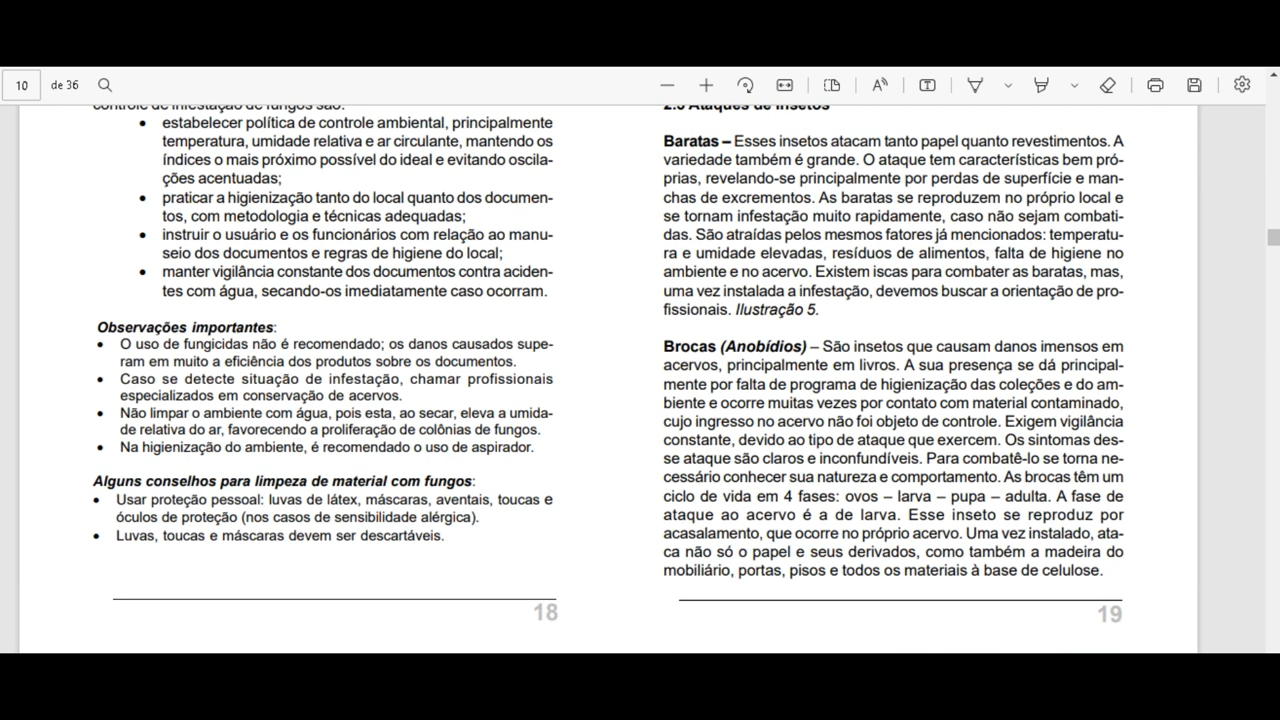 10 de 36
controle de infestação de fungos são:
• estabelecer política de controle ambiental, principalmente
temperatura, umidade relativa e ar circulante, mantendo os
índices o mais próximo possível do ideal e evitando oscila-
ções acentuadas;
• praticar a higienização tanto do local quanto dos documen-
tos, com metodologia e técnicas adequadas;
• instruir o usuário e os funcionários com relação ao manu-
seio dos documentos e regras de higiene do local;
• manter vigilância constante dos documentos contra aciden-
tes com água, secando-os imediatamente caso ocorram.
Observações importantes:
• O uso de fungicidas não é recomendado; os danos causados supe-
ram em muito a eficiência dos produtos sobre os documentos.
• Caso se detecte situação de infestação, chamar profissionais
especializados em conservação de acervos.
• Não limpar o ambiente com água, pois esta, ao secar, eleva a umida-
de relativa do ar, favorecendo a proliferação de colônias de fungos.
• Na higienização do ambiente, é recomendado o uso de aspirador.
Alguns conselhos para limpeza de material com fungos:
• Usar proteção pessoal: luvas de látex, máscaras, aventais, toucas e
óculos de proteção (nos casos de sensibilidade alérgica).
• Luvas, toucas e máscaras devem ser descartáveis.
18
2.3 Ataques de insetos
Baratas – Esses insetos atacam tanto papel quanto revestimentos. A
variedade também é grande. O ataque tem características bem pró-
prias, revelando-se principalmente por perdas de superfície e man-
chas de excrementos. As baratas se reproduzem no próprio local e
se tornam infestação muito rapidamente, caso não sejam combati-
das. São atraídas pelos mesmos fatores já mencionados: temperatu-
ra e umidade elevadas, resíduos de alimentos, falta de higiene no
ambiente e no acervo. Existem iscas para combater as baratas, mas,
uma vez instalada a infestação, devemos buscar a orientação de pro-
fissionais. Ilustração 5.
Brocas (Anobídios) – São insetos que causam danos imensos em
acervos, principalmente em livros. A sua presença se dá principal-
mente por falta de programa de higienização das coleções e do am-
biente e ocorre muitas vezes por contato com material contaminado,
cujo ingresso no acervo não foi objeto de controle. Exigem vigilância
constante, devido ao tipo de ataque que exercem. Os sintomas des-
se ataque são claros e inconfundíveis. Para combatê-lo se torna ne-
cessário conhecer sua natureza e comportamento. As brocas têm um
ciclo de vida em 4 fases: ovos – larva – pupa – adulta. A fase de
ataque ao acervo é a de larva. Esse inseto se reproduz por
acasalamento, que ocorre no próprio acervo. Uma vez instalado, ata-
ca não só o papel e seus derivados, como também a madeira do
mobiliário, portas, pisos e todos os materiais à base de celulose.
19